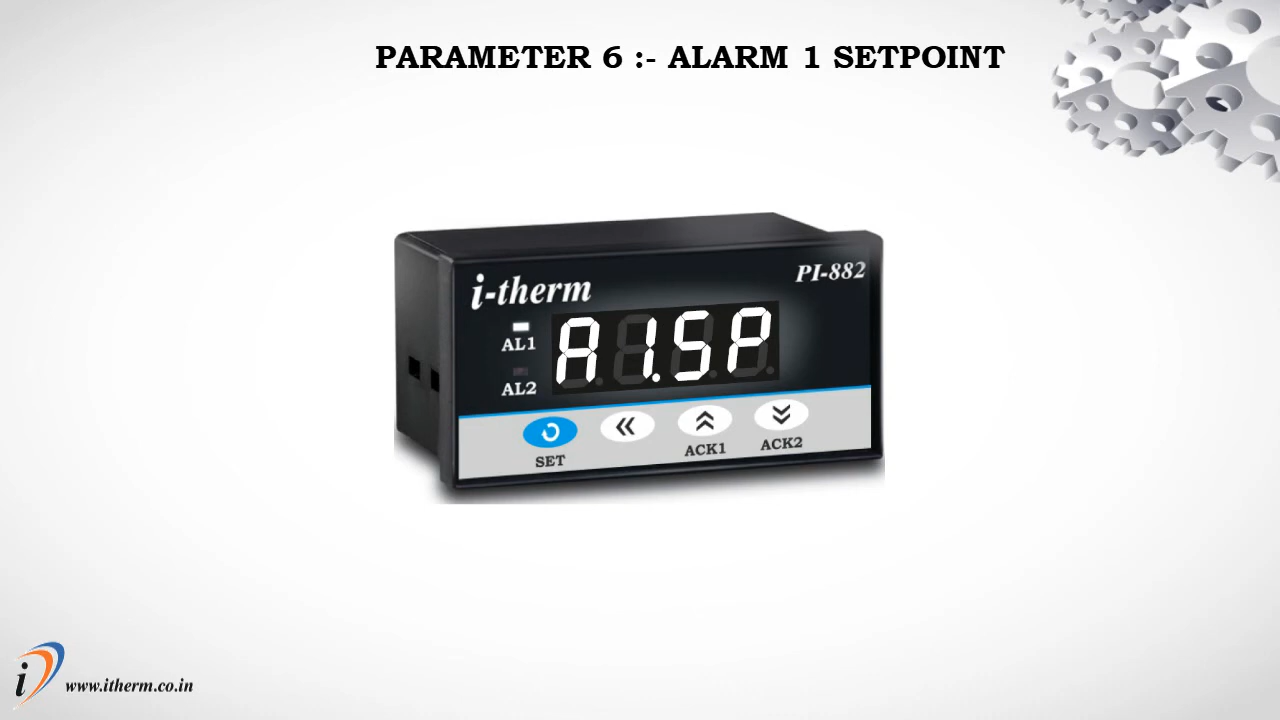 PARAMETER 6 :- ALARM 1 SETPOINT
i-therm
PI-882
AL1
A1.SP
AL2
SET
ACK1
ACK2
i
www.itherm.co.in